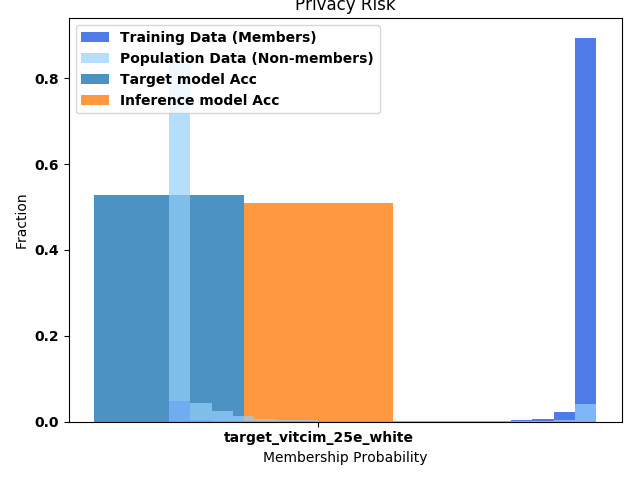 Privacy Risk
Training Data (Members)
Population Data (Non-members)
Target model Acc
Inference model Acc
0.8
0.6
0.4
0.2
0.0
Fraction
target_vitcim_25e_white
Membership Probability